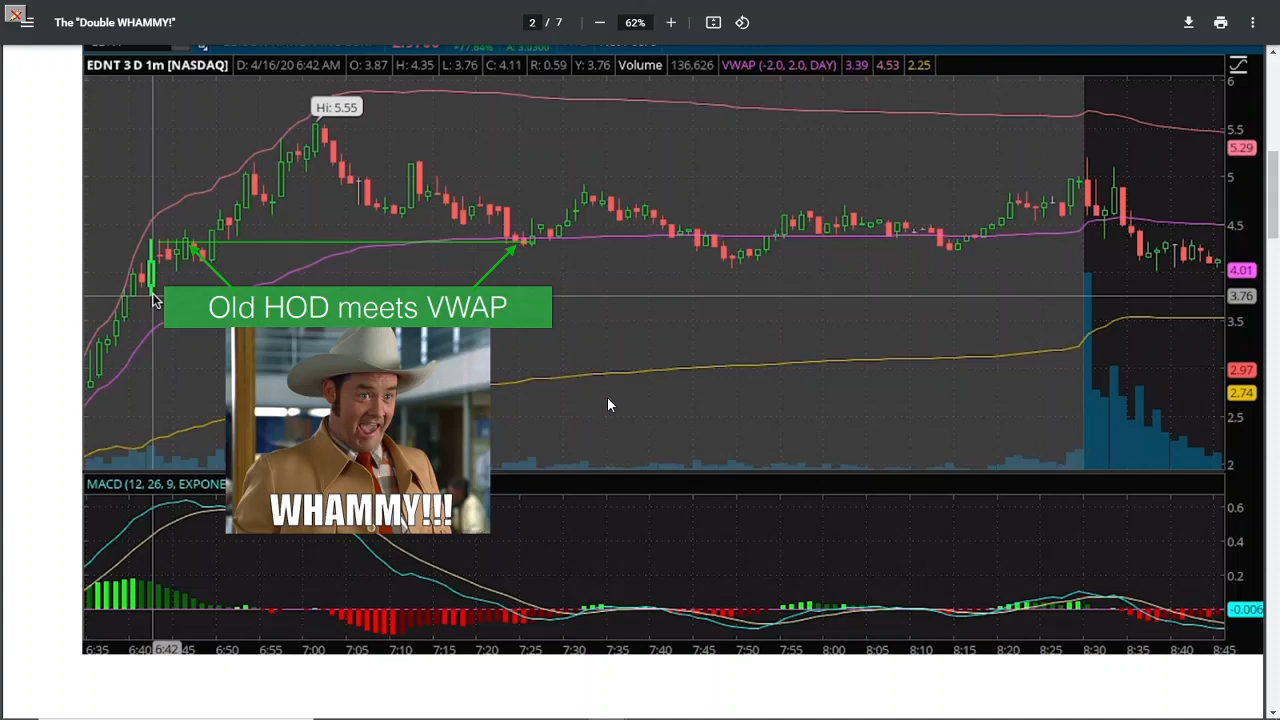 The "Double WHAMMY!"
2 / 7
62%
EDNT 3 D 1m [NASDAQ] D: 4/16/20 6:42 AM O: 3.87 H: 4.35 L: 3.76 C: 4.11 R: 0.59 Y: 3.76 Volume 136,626 VWAP (-2.0, 2.0, DAY) 3.39 4.53 2.25
6
Hi: 5.55
5.5
5.29
5
4.5
4.01
3.76
3.5
2.97
2.74
2.5
2
Old HOD meets VWAP
WHAMMY!!!
MACD (12, 26, 9, EXPONE
0.6
0.4
0.2
-0.006
6:35 6:40 6:42 :45 6:50 6:55 7:00 7:05 7:10 7:15 7:20 7:25 7:30 7:35 7:40 7:45 7:50 7:55 8:00 8:05 8:10 8:15 8:20 8:25 8:30 8:35 8:40 8:45